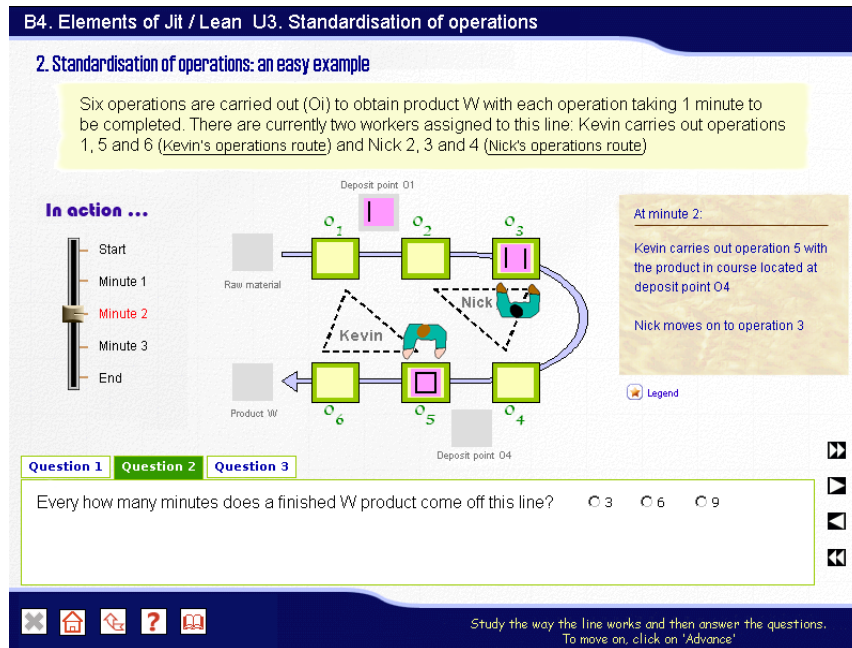 B4. Elements of Jit / Lean U3. Standardisation of operations
2. Standardisation of operations: an easy example
Six operations are carried out (Oi) to obtain product W with each operation taking 1 minute to
be completed. There are currently two workers assigned to this line: Kevin carries out operations
1, 5 and 6 (Kevin's operations route) and Nick 2, 3 and 4 (Nick's operations route)
In action ...
Start
Minute 1
Minute 2
Minute 3
End
Deposit point O1
O1
O2
O3
Raw material
Nick
Kevin
Product W
O6
O5
O4
Deposit point O4
At minute 2:
Kevin carries out operation 5 with
the product in course located at
deposit point O4
Nick moves on to operation 3
Legend
Question 1
Question 2
Question 3
Every how many minutes does a finished W product come off this line?
3
6
9
?
Study the way the line works and then answer the questions.
To move on, click on 'Advance'